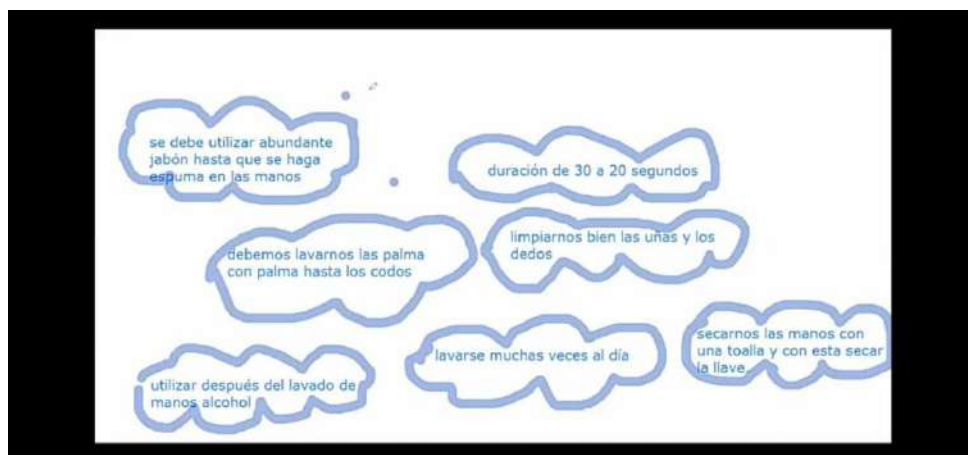 se debe utilizar abundante
jabón hasta que se haga
espuma en las manos
duración de 30 a 20 segundos
debemos lavarnos las palma
con palma hasta los codos
limpiarnos bien las uñas y los
dedos
utilizar después del lavado de
manos alcohol
lavarse muchas veces al día
secarnos las manos con
una toalla y con esta secar
la llave